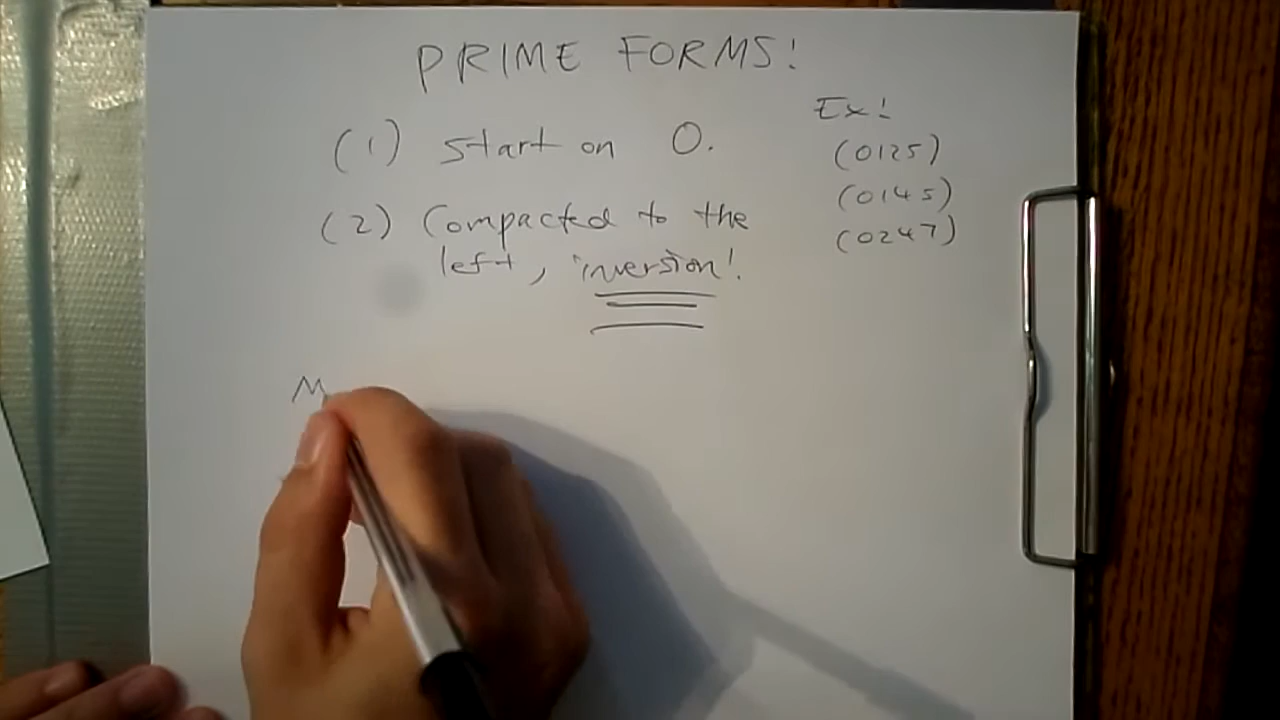 PRIME FORMS!
(1) start on 0.
(2) Compacted to the
left, inversion!
Ex!
(0125)
(0145)
(0247)
M